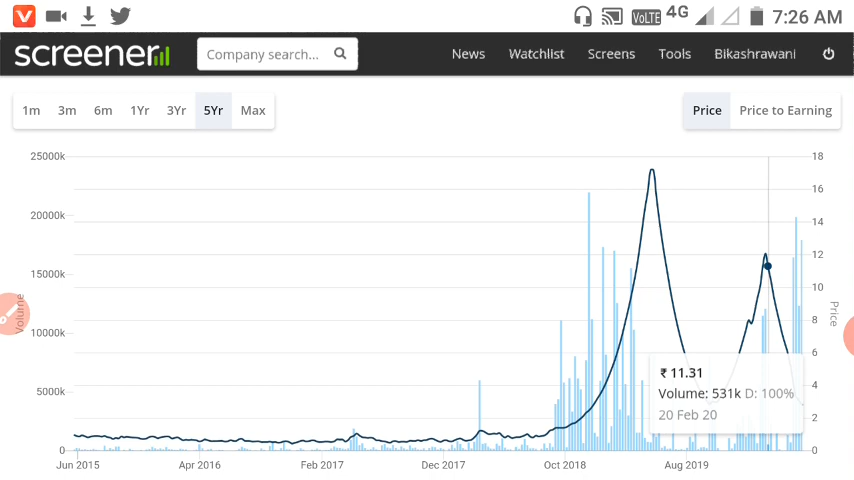 VoLTE 4G 7:26 AM
screener Company search... News Watchlist Screens Tools Bikashrawani
1m 3m 6m 1Yr 3Yr 5Yr Max Price Price to Earning
25000k 18
16
20000k 14
12
15000k
10
Volume Price
10000k 8
6
5000k 4
2
0 0
₹ 11.31
Volume: 531k D: 100%
20 Feb 20
Jun 2015 Apr 2016 Feb 2017 Dec 2017 Oct 2018 Aug 2019